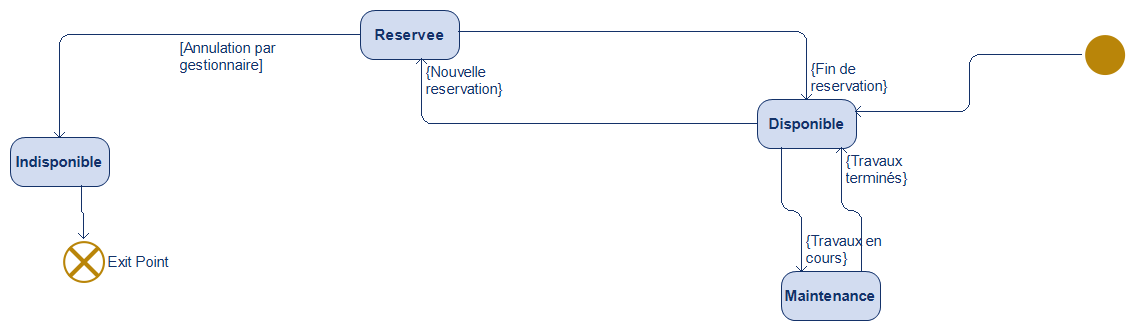 Reservee
[Annulation par
gestionnaire]
{Nouvelle
reservation}
{Fin de
reservation}
Disponible
Indisponible
{Travaux
terminés}
{Travaux en
cours}
Exit Point
Maintenance